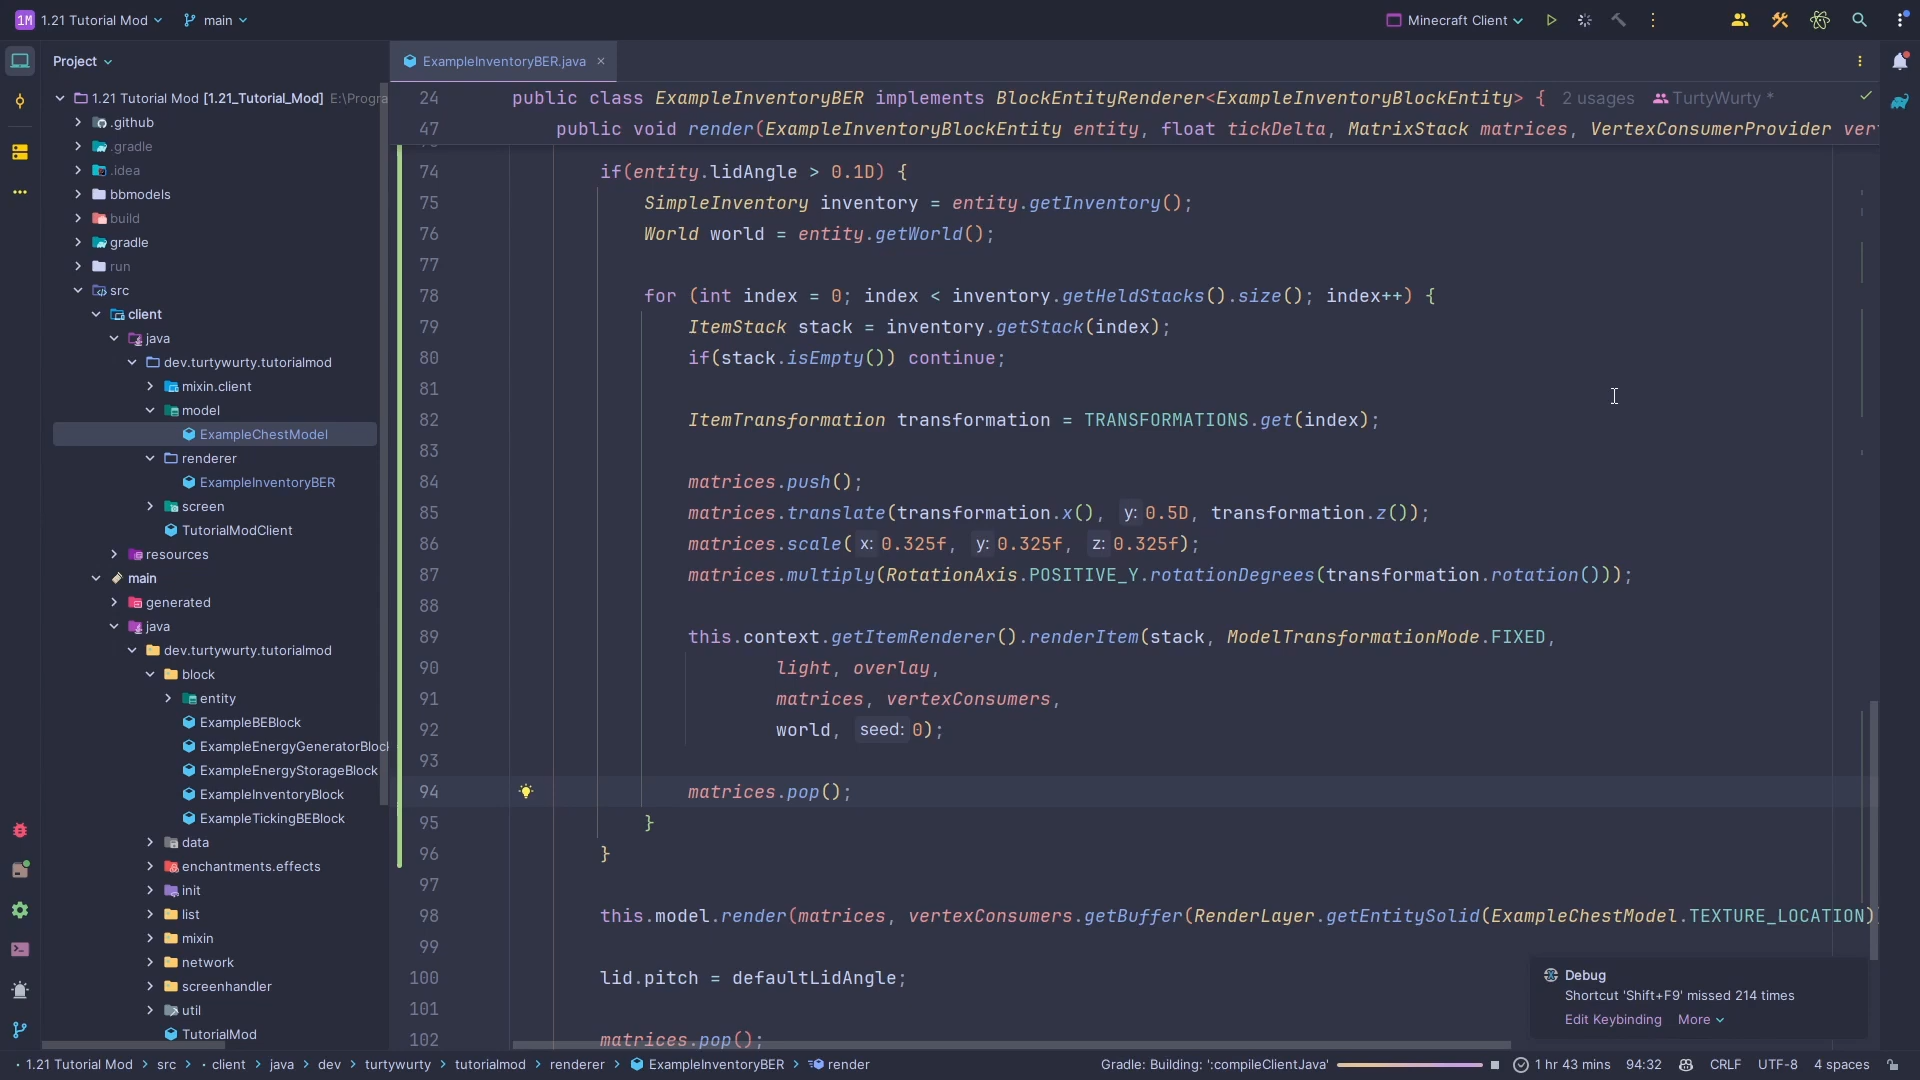 1M 1.21 Tutorial Mod main Minecraft Client
Project
ExampleInventoryBER.java
1.21 Tutorial Mod [1.21_Tutorial_Mod] E:\Progra
.github
.gradle
.idea
bbmodels
build
gradle
run
src
client
java
dev.turtywurty.tutorialmod
mixin.client
model
ExampleChestModel
renderer
ExampleInventoryBER
screen
TutorialModClient
resources
main
generated
java
dev.turtywurty.tutorialmod
block
entity
ExampleBEBlock
ExampleEnergyGeneratorBlock
ExampleEnergyStorageBlock
ExampleInventoryBlock
ExampleTickingBEBlock
data
enchantments.effects
init
list
mixin
network
screenhandler
util
TutorialMod
24 public class ExampleInventoryBER implements BlockEntityRenderer<ExampleInventoryBlockEntity> { 2 usages TurtyWurty *
47 public void render(ExampleInventoryBlockEntity entity, float tickDelta, MatrixStack matrices, VertexConsumerProvider ver
74 if(entity.lidAngle > 0.1D) {
75 SimpleInventory inventory = entity.getInventory();
76 World world = entity.getWorld();
77
78 for (int index = 0; index < inventory.getHeldStacks().size(); index++) {
79 ItemStack stack = inventory.getStack(index);
80 if(stack.isEmpty()) continue;
81
82 ItemTransformation transformation = TRANSFORMATIONS.get(index);
83
84 matrices.push();
85 matrices.translate(transformation.x(), y: 0.5D, transformation.z());
86 matrices.scale( x: 0.325f, y: 0.325f, z: 0.325f);
87 matrices.multiply(RotationAxis.POSITIVE_Y.rotationDegrees(transformation.rotation()));
88
89 this.context.getItemRenderer().renderItem(stack, ModelTransformationMode.FIXED,
90 light, overlay,
91 matrices, vertexConsumers,
92 world, seed: 0);
93
94 matrices.pop();
95 }
96 }
97
98 this.model.render(matrices, vertexConsumers.getBuffer(RenderLayer.getEntitySolid(ExampleChestModel.TEXTURE_LOCATION)
99
100 lid.pitch = defaultLidAngle;
101
102 matrices.pop();
Debug
Shortcut 'Shift+F9' missed 214 times
Edit Keybinding More
1.21 Tutorial Mod src client java dev turtywurty tutorialmod renderer ExampleInventoryBER render Gradle: Building: ':compileClientJava' 1 hr 43 mins 94:32 CRLF UTF-8 4 spaces